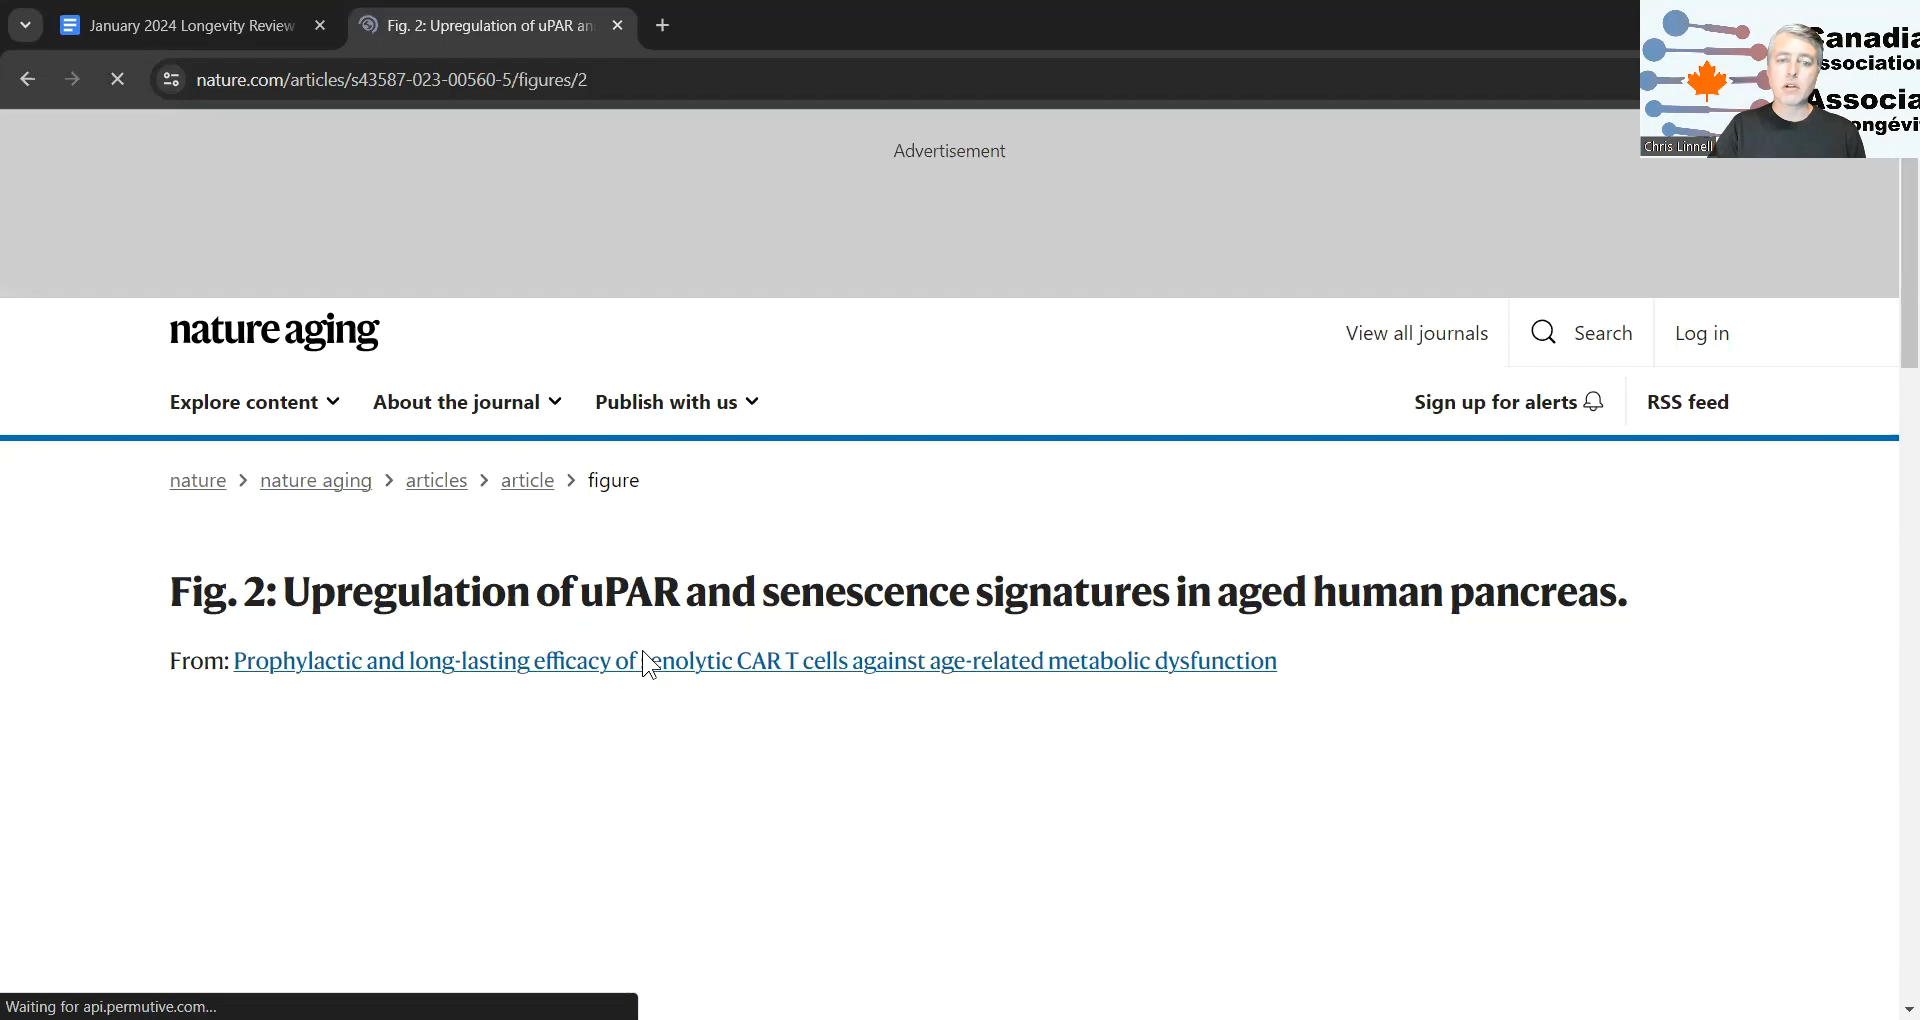 January 2024 Longevity Review
Fig. 2: Upregulation of uPAR an
nature.com/articles/s43587-023-00560-5/figures/2
Canadia
ssociation
Associa
ongévi
Chris Linnell
Advertisement
nature aging
View all journals
Search
Log in
Explore content
About the journal
Publish with us
Sign up for alerts
RSS feed
nature > nature aging > articles > article > figure
Fig. 2: Upregulation of uPAR and senescence signatures in aged human pancreas.
From: Prophylactic and long-lasting efficacy of senolytic CAR T cells against age-related metabolic dysfunction
Waiting for api.permutive.com...